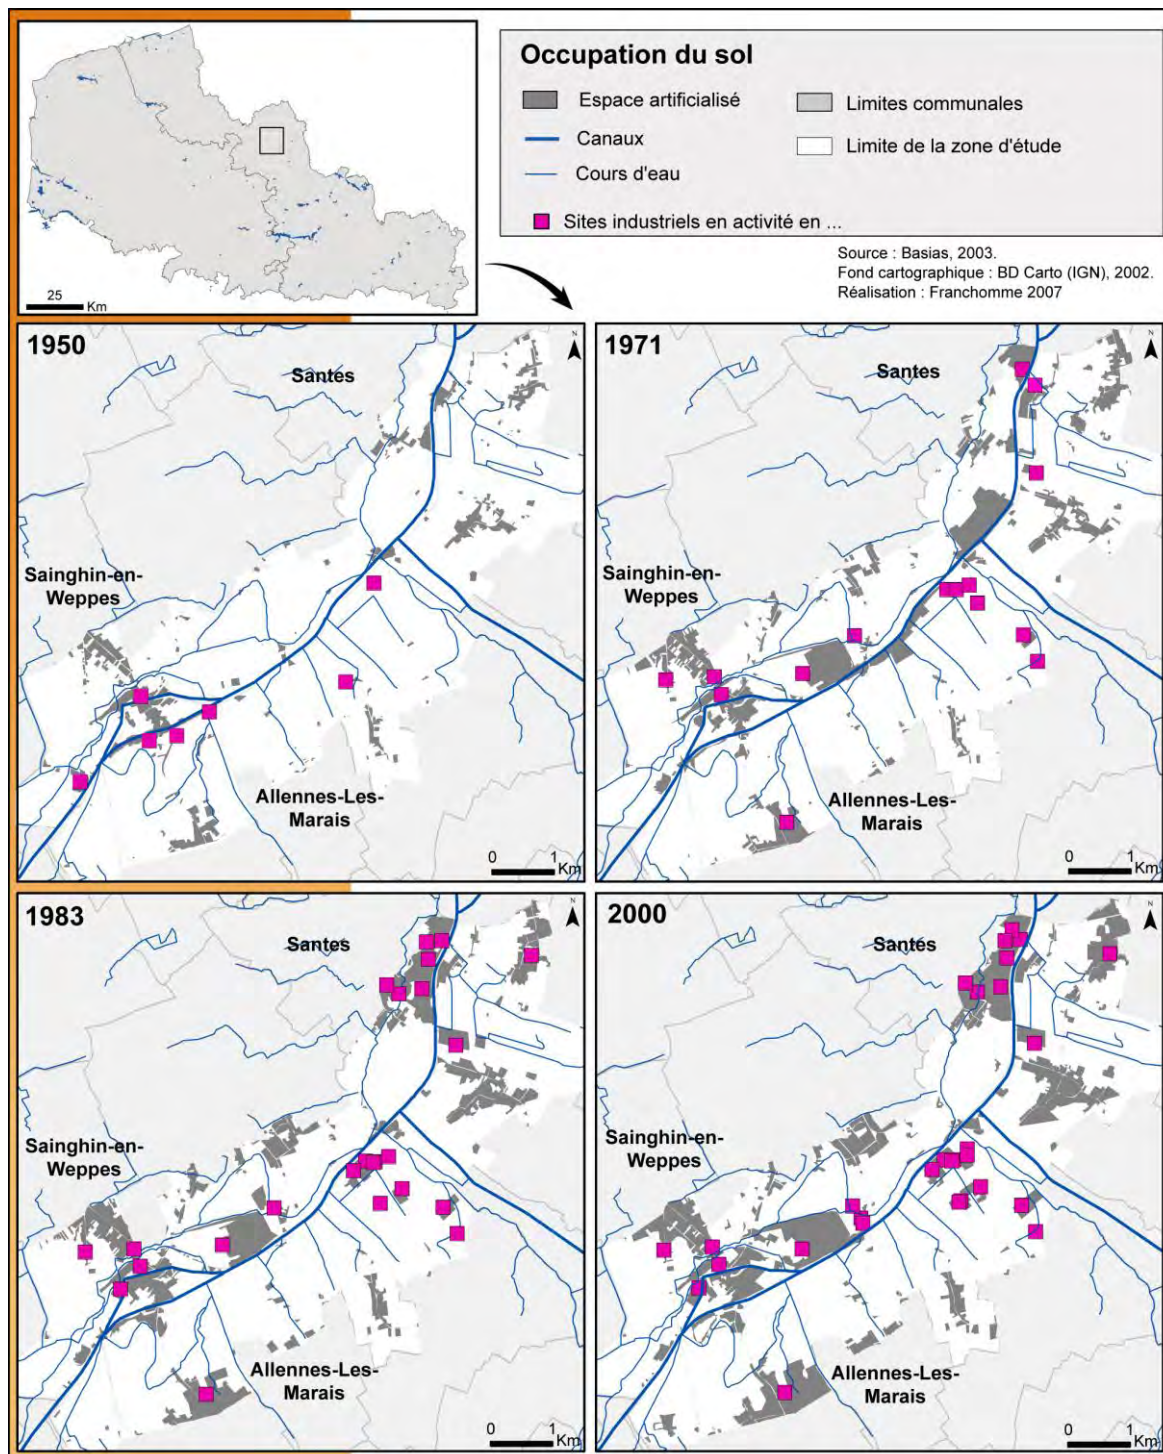 Occupation du sol
Espace artificialisé
Limites communales
Canaux
Limite de la zone d'étude
Cours d'eau
Sites industriels en activité en ...
25
Km
Source : Basias, 2003.
Fond cartographique : BD Carto (IGN), 2002.
Réalisation : Franchomme 2007
1950
N
Santes
Sainghin-en-
Weppes
Allennes-Les-
Marais
0 1
Km
1971
N
Santes
Sainghin-en-
Weppes
Allennes-Les-
Marais
0 1
Km
1983
N
Santes
Sainghin-en-
Weppes
Allennes-Les-
Marais
0 1
Km
2000
N
Santes
Sainghin-en-
Weppes
Allennes-Les-
Marais
0 1
Km